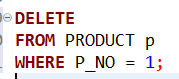 DELETE
FROM PRODUCT p
WHERE P_NO = 1;